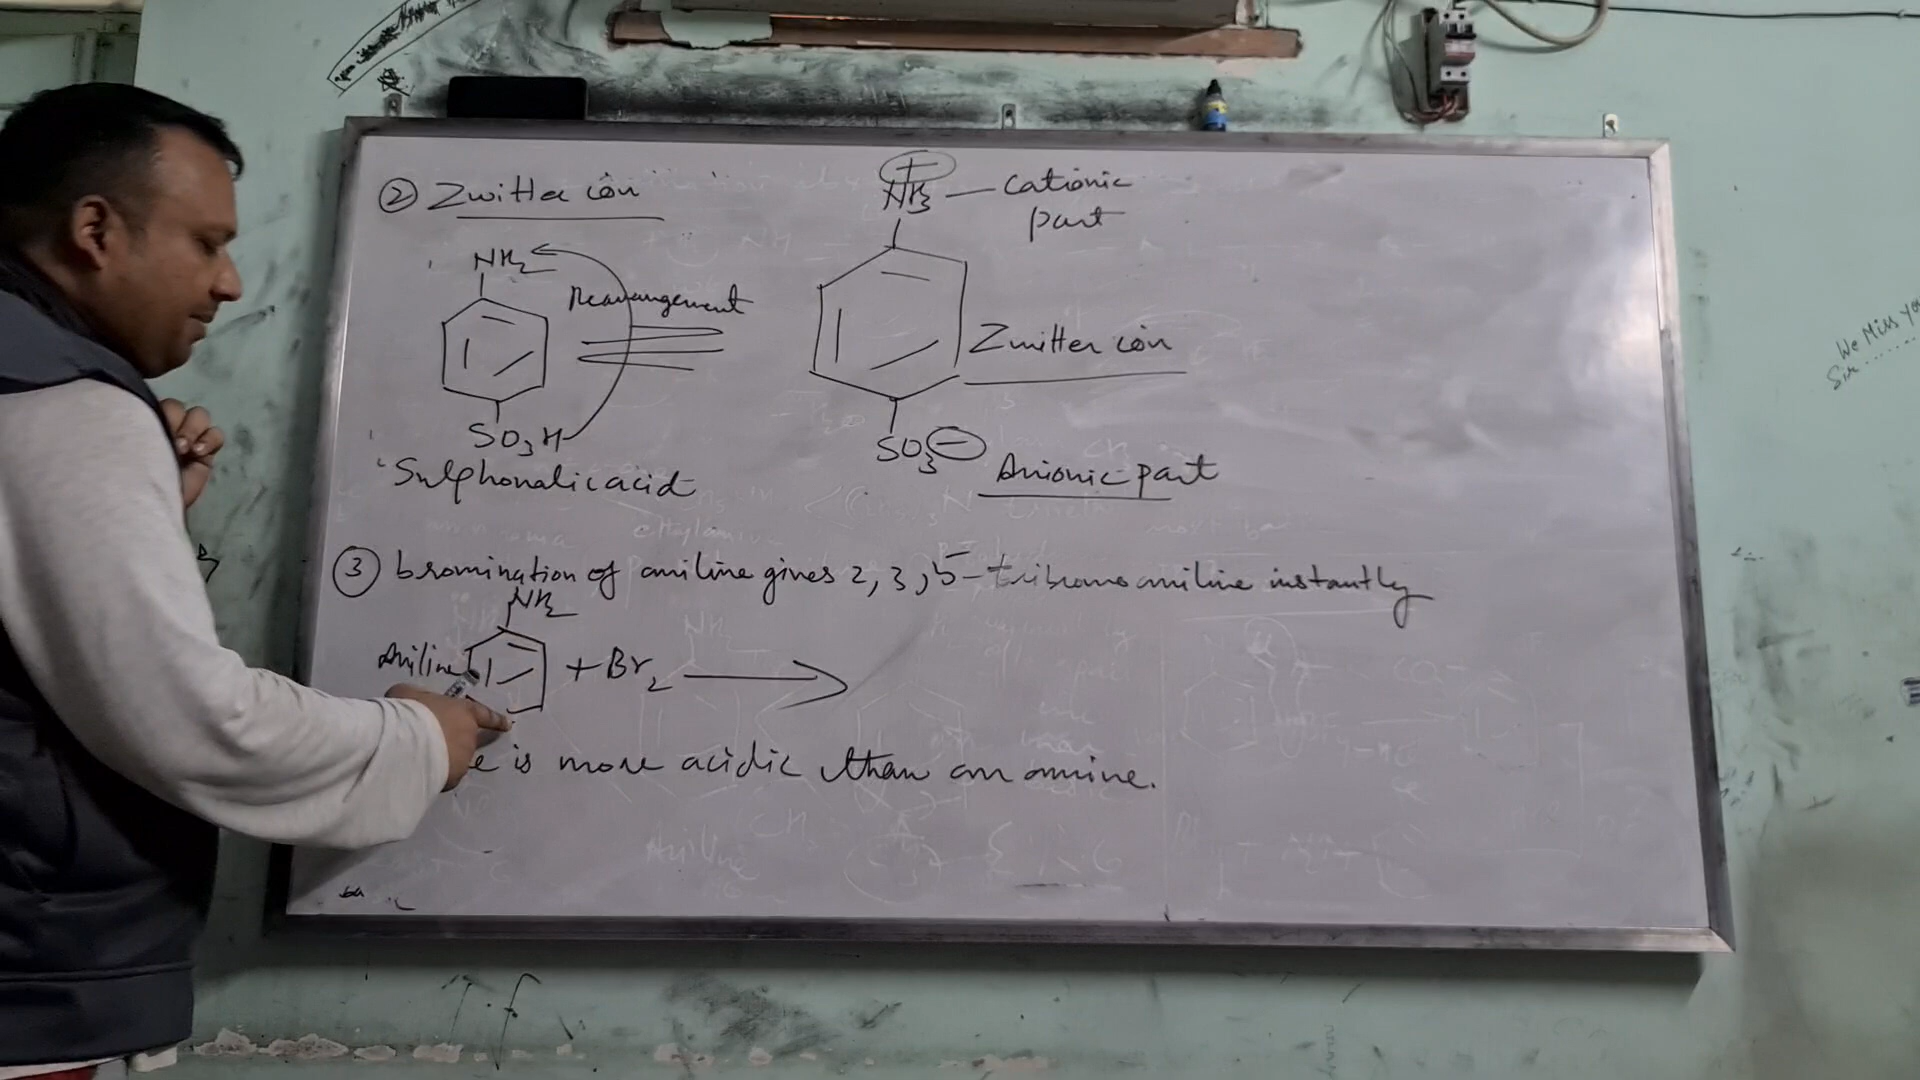 ② Zwitter ion
NH2
Rearrangement
SO3H
Sulphonalic acid
+
NH3 — Cationic
part
Zwitter ion
SO3 −
Anionic part
③ bromination of aniline gives 2, 3, 5-tribromo aniline instantly
NH2
Aniline + Br2
is more acidic than an amine.
We Miss You
Sir ........
T.f